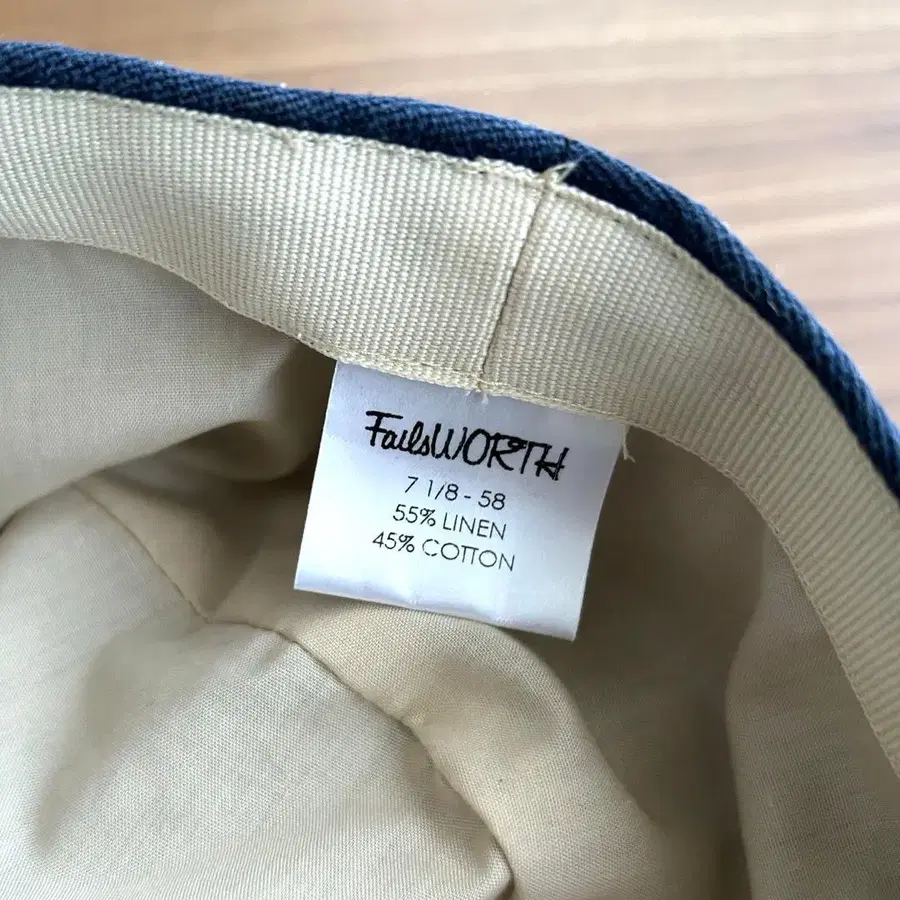 FailsWORTH
7 1/8 - 58
55% LINEN
45% COTTON